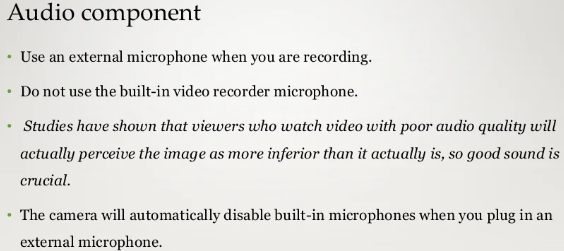 Audio component
• Use an external microphone when you are recording.
• Do not use the built-in video recorder microphone.
• Studies have shown that viewers who watch video with poor audio quality will
actually perceive the image as more inferior than it actually is, so good sound is
crucial.
• The camera will automatically disable built-in microphones when you plug in an
external microphone.